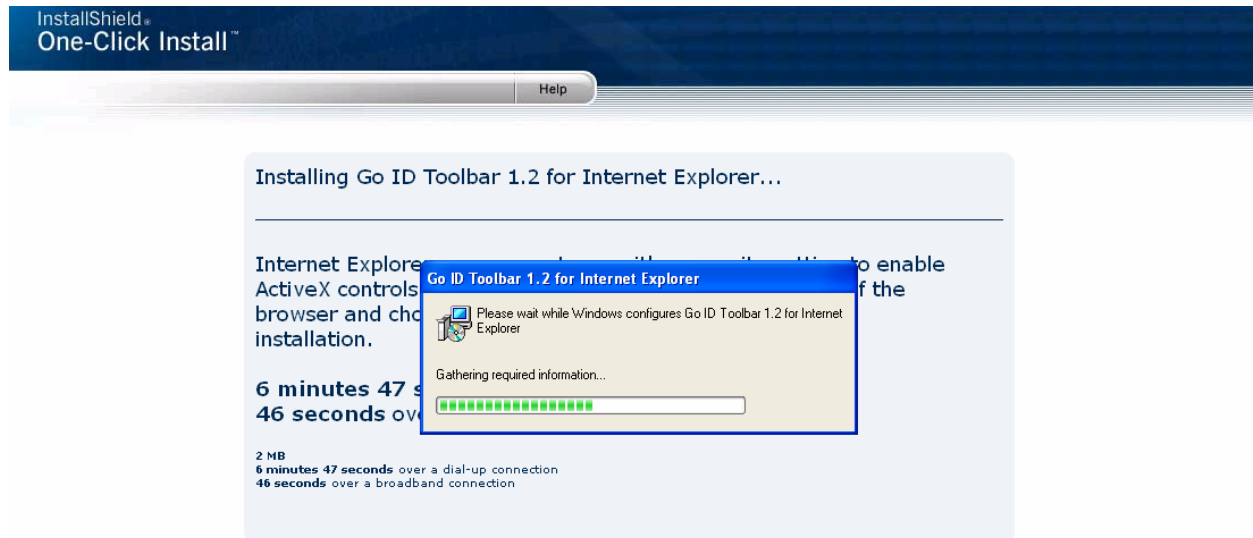 InstallShield®
One-Click Install™
Help
Installing Go ID Toolbar 1.2 for Internet Explorer...
Internet Explore
to enable
ActiveX controls
f the
browser and cho
installation.
6 minutes 47 s
46 seconds ov
Go ID Toolbar 1.2 for Internet Explorer
Please wait while Windows configures Go ID Toolbar 1.2 for Internet
Explorer
Gathering required information...
2 MB
6 minutes 47 seconds over a dial-up connection
46 seconds over a broadband connection